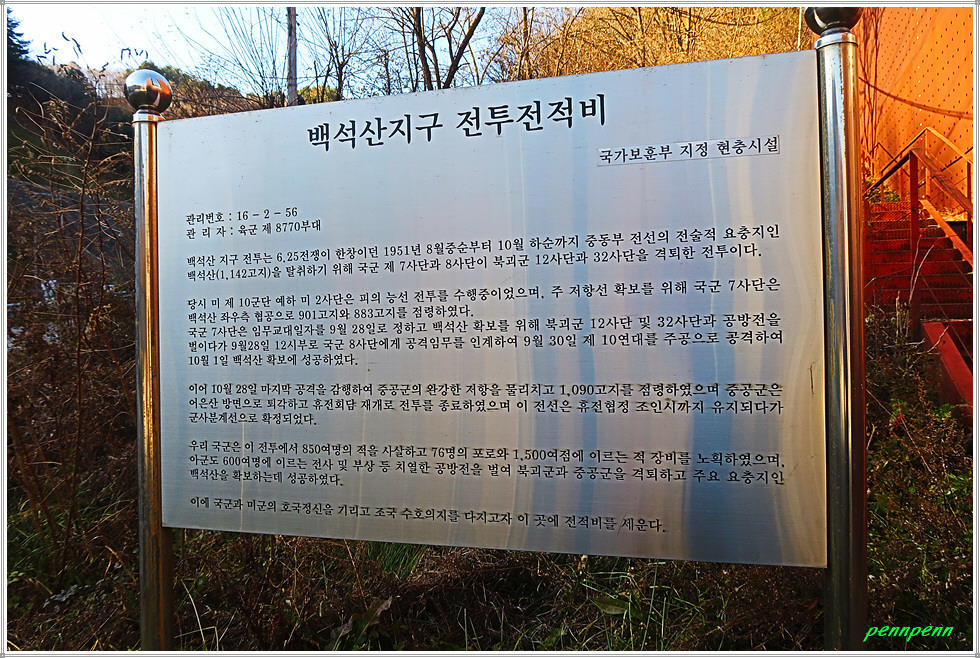 백석산지구 전투전적비
국가보훈부 지정 현충시설
관리번호 : 16 - 2 - 56
관 리 자 : 육군 제 8770부대
백석산 지구 전투는 6.25전쟁이 한창이던 1951년 8월중순부터 10월 하순까지 중동부 전선의 전술적 요충지인
백석산(1,142고지)을 탈취하기 위해 국군 제 7사단과 8사단이 북괴군 12사단과 32사단을 격퇴한 전투이다.
당시 미 제 10군단 예하 미 2사단은 피의 능선 전투를 수행중이었으며, 주 저항선 확보를 위해 국군 7사단은
백석산 좌우측 협공으로 901고지와 883고지를 점령하였다.
국군 7사단은 임무교대일자를 9월 28일로 정하고 백석산 확보를 위해 북괴군 12사단 및 32사단과 공방전을
벌이다가 9월28일 12시부로 국군 8사단에게 공격임무를 인계하여 9월 30일 제 10연대를 주공으로 공격하여
10월 1일 백석산 확보에 성공하였다.
이어 10월 28일 마지막 공격을 감행하여 중공군의 완강한 저항을 물리치고 1,090고지를 점령하였으며 중공군은
어은산 방면으로 퇴각하고 휴전회담 재개로 전투를 종료하였으며 이 전선은 휴전협정 조인시까지 유지되다가
군사분계선으로 확정되었다.
우리 국군은 이 전투에서 850여명의 적을 사살하고 76명의 포로와 1,500여점에 이르는 적 장비를 노획하였으며,
아군도 600여명에 이르는 전사 및 부상 등 치열한 공방전을 벌여 북괴군과 중공군을 격퇴하고 주요 요충지인
백석산을 확보하는데 성공하였다.
이에 국군과 미군의 호국정신을 기리고 조국 수호의지를 다지고자 이 곳에 전적비를 세운다.
pennpenn